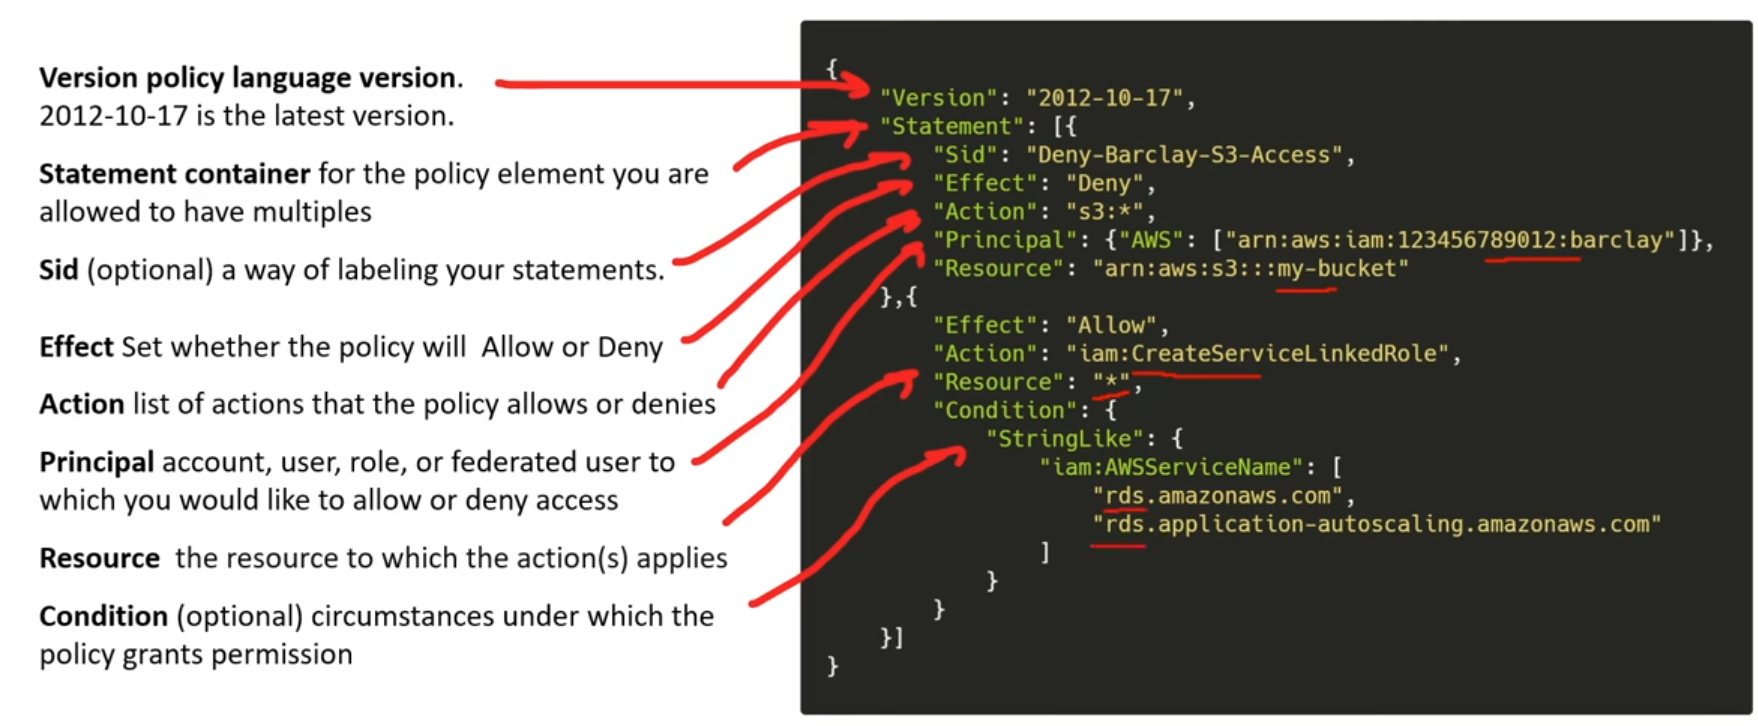 Version policy language version.
2012-10-17 is the latest version.
Statement container for the policy element you are
allowed to have multiples
Sid (optional) a way of labeling your statements.
Effect Set whether the policy will  Allow or Deny
Action list of actions that the policy allows or denies
Principal account, user, role, or federated user to
which you would like to allow or deny access
Resource  the resource to which the action(s) applies
Condition (optional) circumstances under which the
policy grants permission
{
    "Version": "2012-10-17",
    "Statement": [{
        "Sid": "Deny-Barclay-S3-Access",
        "Effect": "Deny",
        "Action": "s3:*",
        "Principal": {"AWS": ["arn:aws:iam:123456789012:barclay"]},
        "Resource": "arn:aws:s3:::my-bucket"
    },{
        "Effect": "Allow",
        "Action": "iam:CreateServiceLinkedRole",
        "Resource": "*",
        "Condition": {
            "StringLike": {
                "iam:AWSServiceName": [
                    "rds.amazonaws.com",
                    "rds.application-autoscaling.amazonaws.com"
                ]
            }
        }
    }]
}